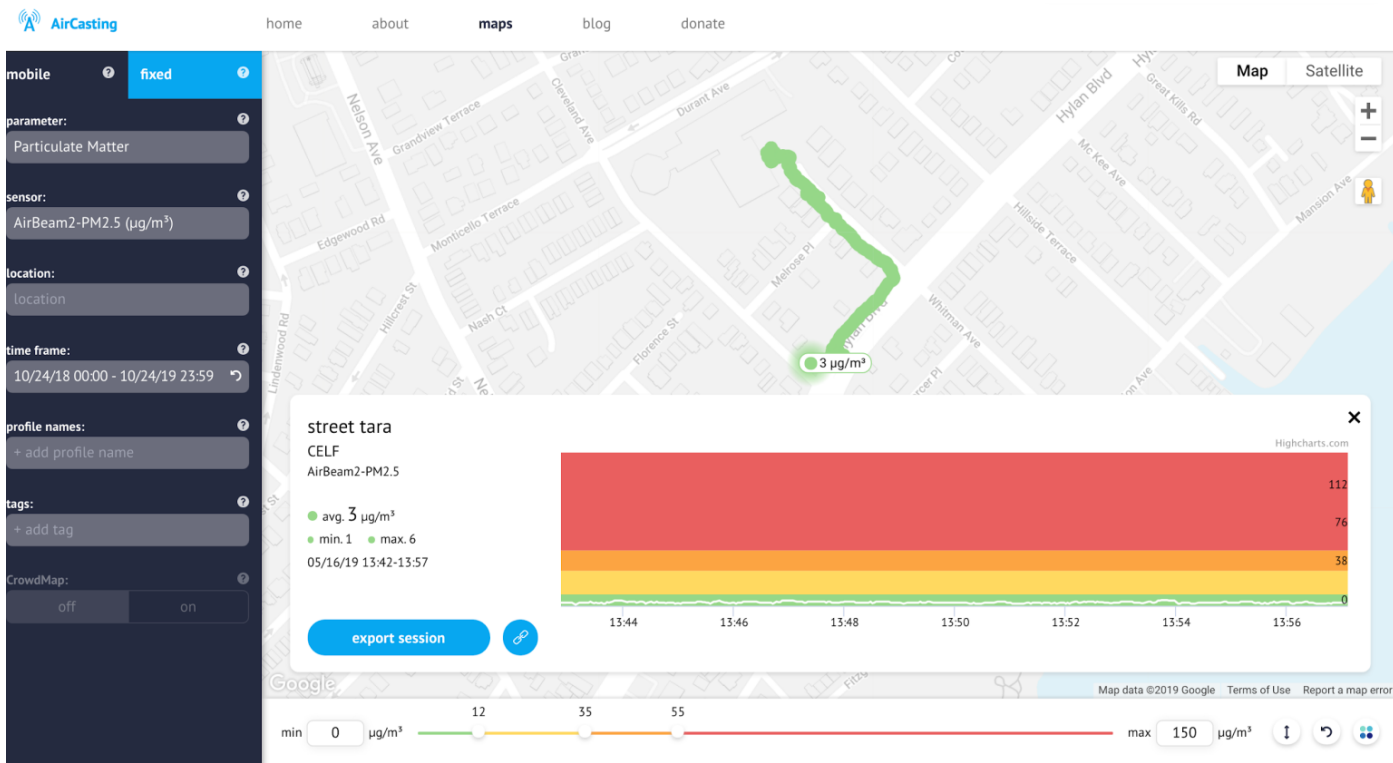 AirCasting
home about maps blog donate
mobile
fixed
parameter:
Particulate Matter
sensor:
AirBeam2-PM2.5 (µg/m³)
location:
location
time frame:
10/24/18 00:00 - 10/24/19 23:59
profile names:
+ add profile name
tags:
+ add tag
CrowdMap:
off on
Map Satellite
Nelson Ave
Grandview Terrace
Cleveland Ave
Durant Ave
Hylan Blvd
Great Kills Rd
Mc Kee Ave
Mansion Ave
Hillside Terrace
Edgewood Rd
Monticello Terrace
Melrose Pl
Hillcrest St
Nash Ct
Florence St
Whitman Ave
Lindenwood Rd
3 µg/m³
street tara
CELF
AirBeam2-PM2.5
avg. 3 µg/m³
min. 1 max. 6
05/16/19 13:42-13:57
export session
Highcharts.com
112
76
38
0
13:44 13:46 13:48 13:50 13:52 13:54 13:56
Google
Map data ©2019 Google Terms of Use Report a map error
12 35 55
min 0 µg/m³
max 150 µg/m³